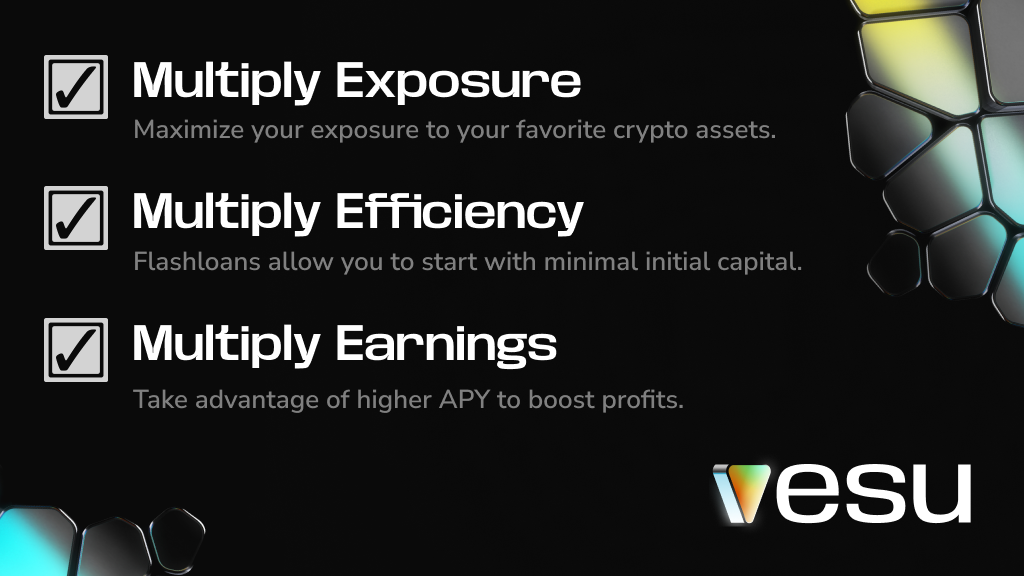 Multiply Exposure
Maximize your exposure to your favorite crypto assets.
Multiply Efficiency
Flashloans allow you to start with minimal initial capital.
Multiply Earnings
Take advantage of higher APY to boost profits.
vesu